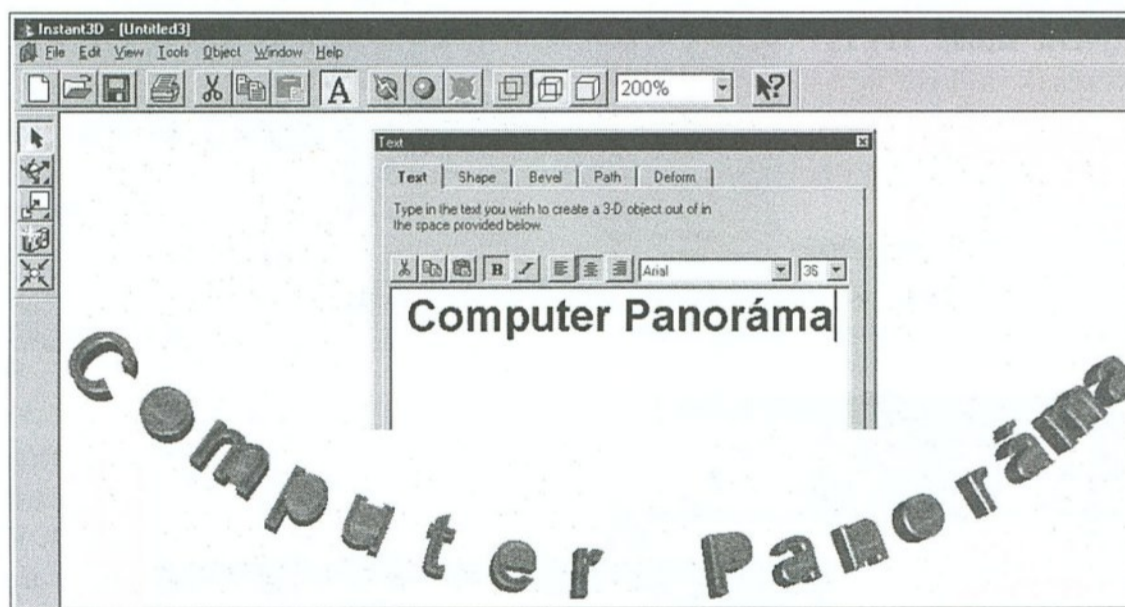 Instant3D - [Untitled3]
File Edit View Tools Object Window Help
A 200% ?
Text
Text Shape Bevel Path Deform
Type in the text you wish to create a 3-D object out of in
the space provided below.
B I Arial 36
Computer Panoráma
Computer Panoráma